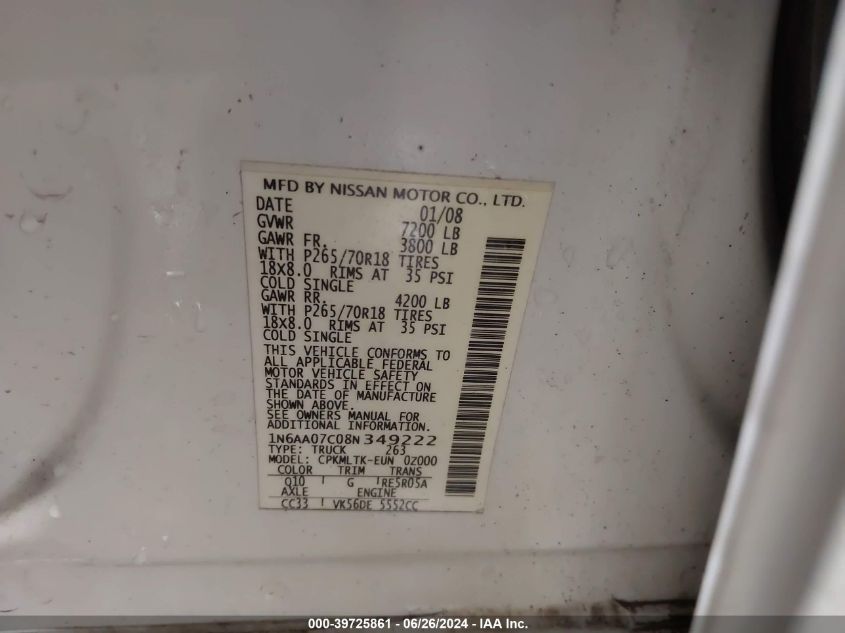 MFD BY NISSAN MOTOR CO., LTD.
DATE 01/08
GVWR 7200 LB
GAWR FR. 3800 LB
WITH P265/70R18 TIRES
18X8.0 RIMS AT 35 PSI
COLD SINGLE
GAWR RR. 4200 LB
WITH P265/70R18 TIRES
18X8.0 RIMS AT 35 PSI
COLD SINGLE
THIS VEHICLE CONFORMS TO
ALL APPLICABLE FEDERAL
MOTOR VEHICLE SAFETY
STANDARDS IN EFFECT ON
THE DATE OF MANUFACTURE
SHOWN ABOVE.
SEE OWNERS MANUAL FOR
ADDITIONAL INFORMATION.
1N6AA07C08N349222
TYPE: TRUCK 263
MODEL: CPKMLTK-EUN 0Z000
COLOR TRIM TRANS
Q10 G RE5R05A
AXLE ENGINE
CC33 VK56DE 5552CC
000-39725861 - 06/26/2024 - IAA Inc.